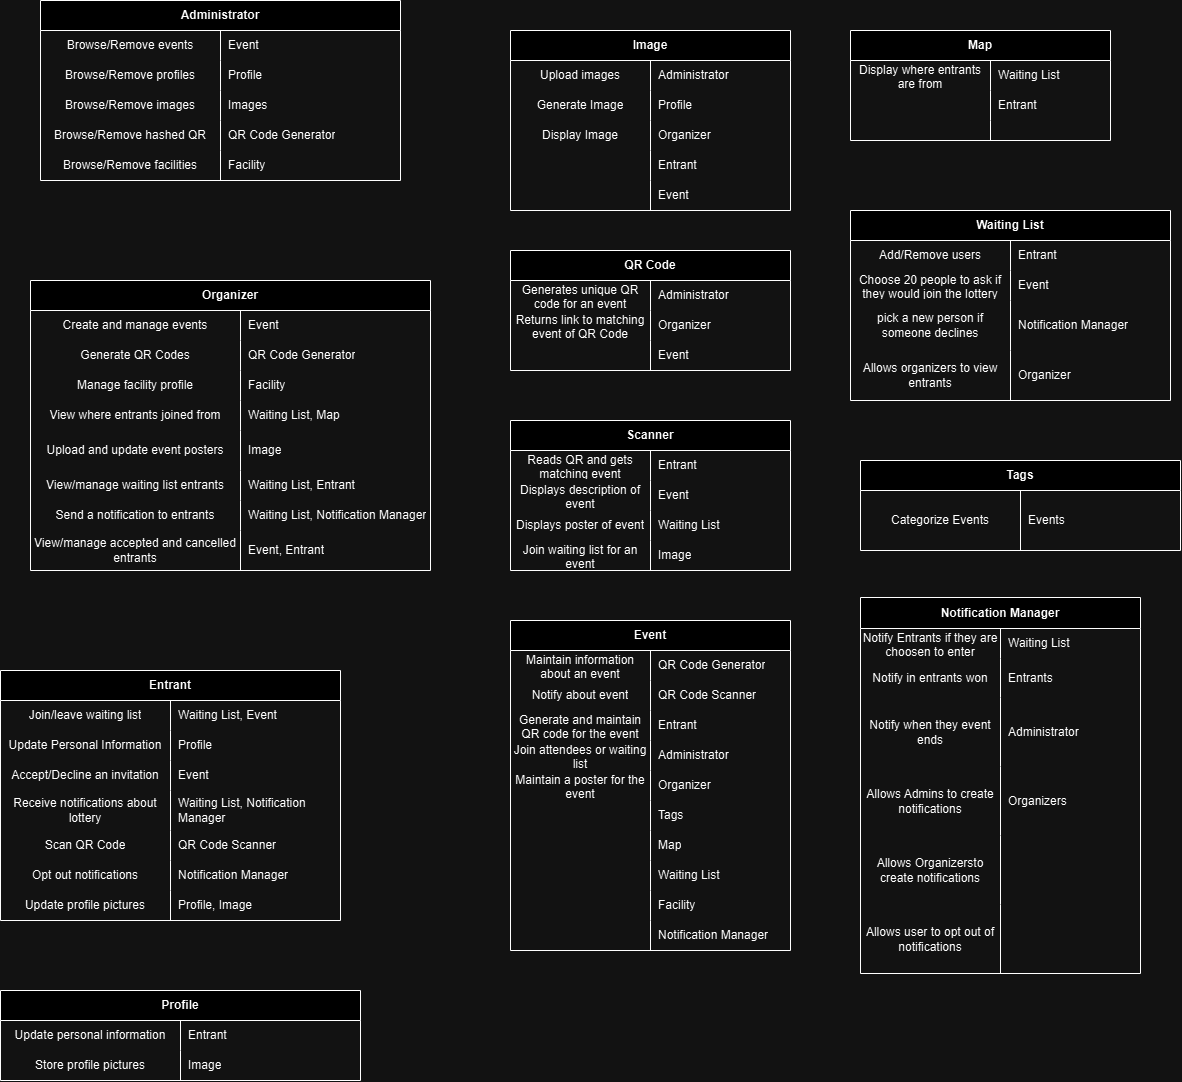 Administrator
Browse/Remove events
Event
Browse/Remove profiles
Profile
Browse/Remove images
Images
Browse/Remove hashed QR
QR Code Generator
Browse/Remove facilities
Facility
Organizer
Create and manage events
Event
Generate QR Codes
QR Code Generator
Manage facility profile
Facility
View where entrants joined from
Waiting List, Map
Upload and update event posters
Image
View/manage waiting list entrants
Waiting List, Entrant
Send a notification to entrants
Waiting List, Notification Manager
View/manage accepted and cancelled
entrants
Event, Entrant
Entrant
Join/leave waiting list
Waiting List, Event
Update Personal Information
Profile
Accept/Decline an invitation
Event
Receive notifications about
lottery
Waiting List, Notification
Manager
Scan QR Code
QR Code Scanner
Opt out notifications
Notification Manager
Update profile pictures
Profile, Image
Profile
Update personal information
Entrant
Store profile pictures
Image
Image
Upload images
Administrator
Generate Image
Profile
Display Image
Organizer
Entrant
Event
QR Code
Generates unique QR
code for an event
Administrator
Returns link to matching
event of QR Code
Organizer
Event
Scanner
Reads QR and gets
matching event
Entrant
Displays description of
event
Event
Displays poster of event
Waiting List
Join waiting list for an
event
Image
Event
Maintain information
about an event
QR Code Generator
Notify about event
QR Code Scanner
Generate and maintain
QR code for the event
Entrant
Join attendees or waiting
list
Administrator
Maintain a poster for the
event
Organizer
Tags
Map
Waiting List
Facility
Notification Manager
Map
Display where entrants
are from
Waiting List
Entrant
Waiting List
Add/Remove users
Entrant
Choose 20 people to ask if
they would join the lottery
Event
pick a new person if
someone declines
Notification Manager
Allows organizers to view
entrants
Organizer
Tags
Categorize Events
Events
Notification Manager
Notify Entrants if they are
choosen to enter
Waiting List
Notify in entrants won
Entrants
Notify when they event
ends
Administrator
Allows Admins to create
notifications
Organizers
Allows Organizersto
create notifications
Allows user to opt out of
notifications